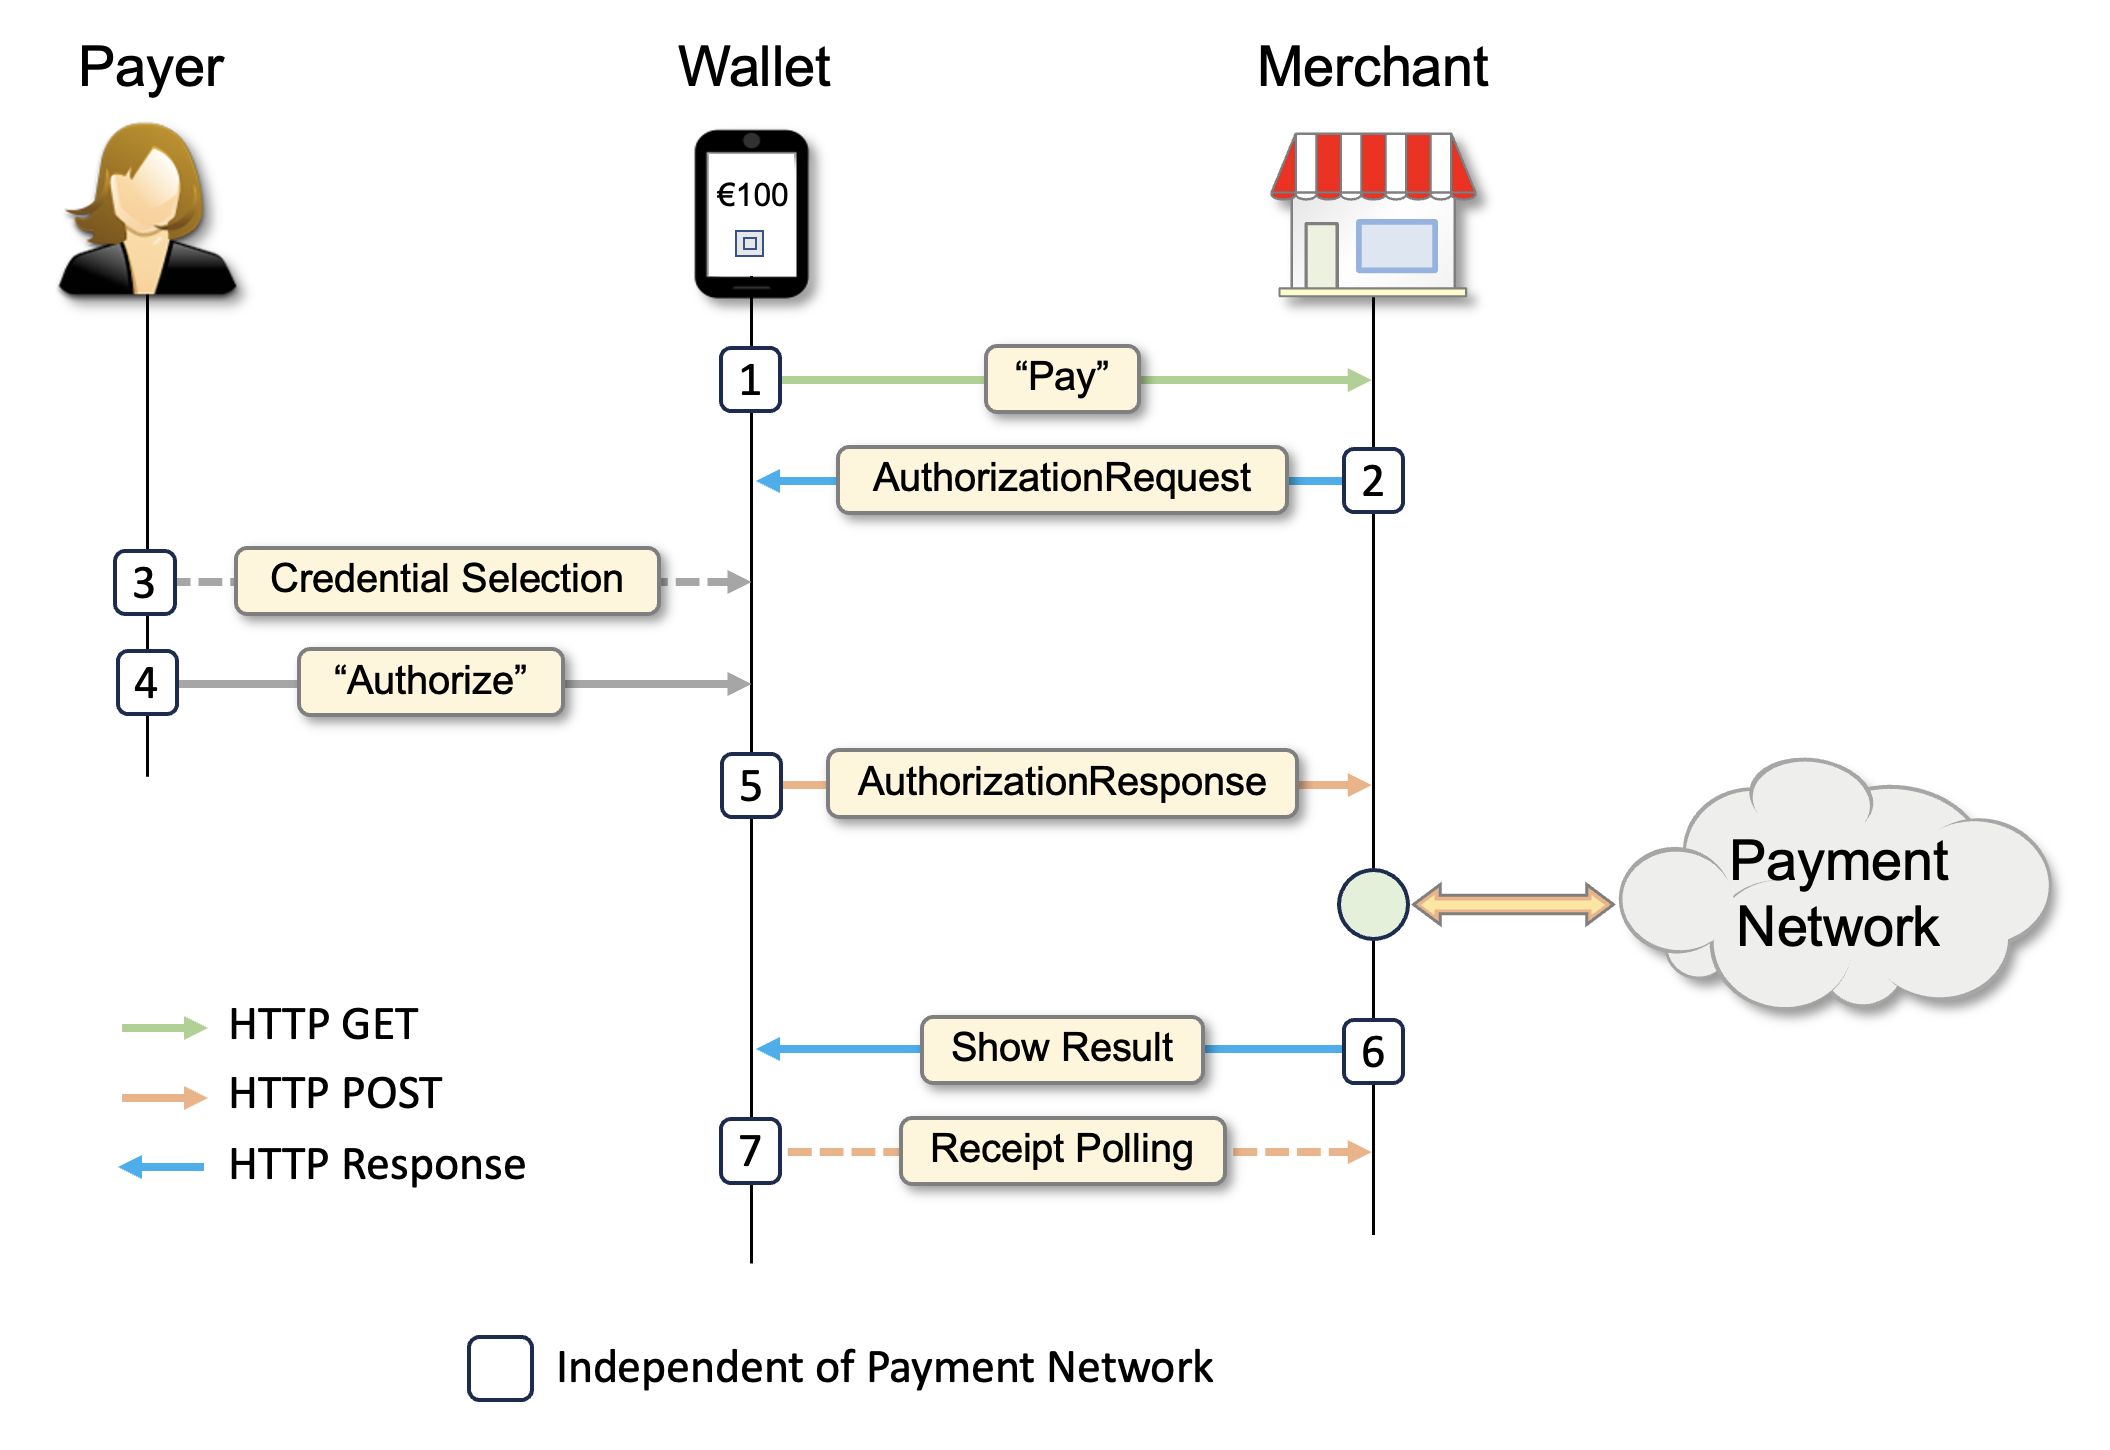 Payer
Wallet
Merchant
€100
1
“Pay”
AuthorizationRequest
2
3
Credential Selection
4
“Authorize”
5
AuthorizationResponse
Payment
Network
HTTP GET
HTTP POST
HTTP Response
Show Result
6
7
Receipt Polling
Independent of Payment Network